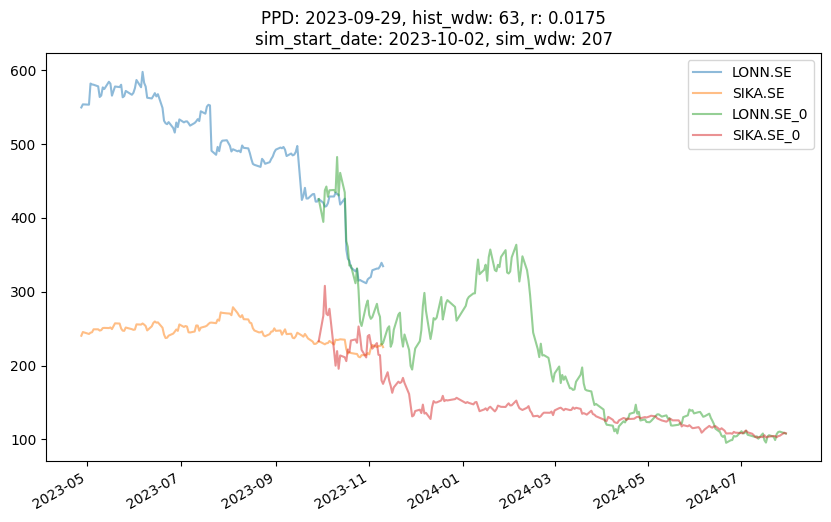 PPD: 2023-09-29, hist_wdw: 63, r: 0.0175
sim_start_date: 2023-10-02, sim_wdw: 207
LONN.SE
SIKA.SE
LONN.SE_0
SIKA.SE_0
600
500
400
300
200
100
2023-05
2023-07
2023-09
2023-11
2024-01
2024-03
2024-05
2024-07